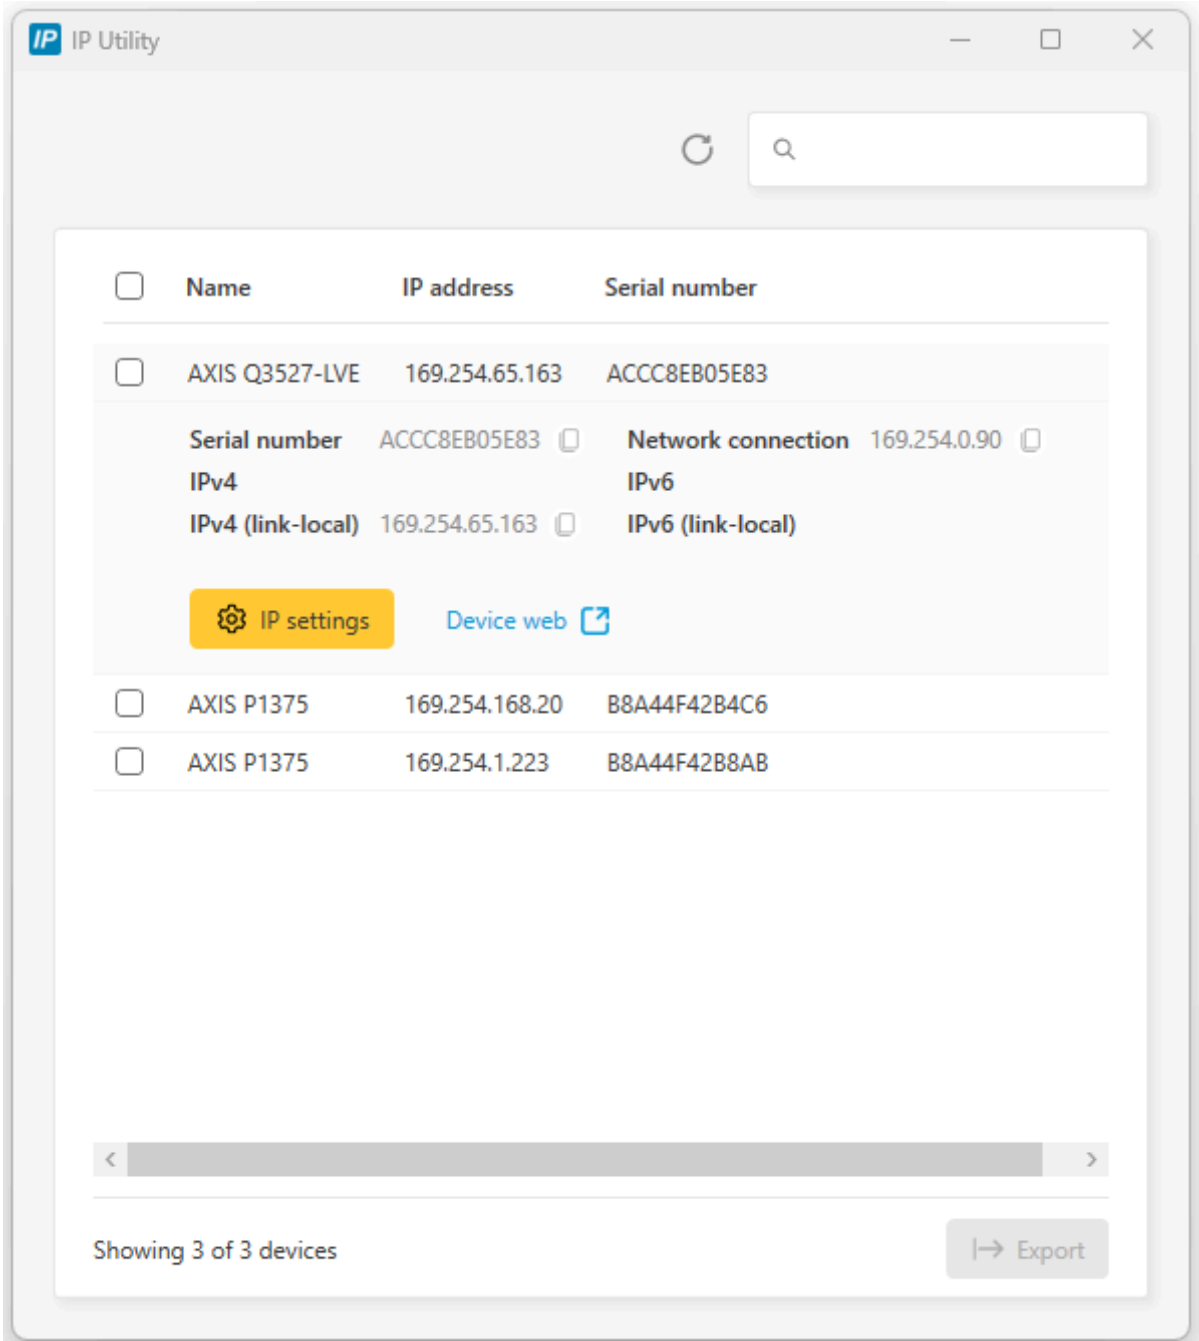 IP IP Utility
Name IP address Serial number
AXIS Q3527-LVE 169.254.65.163 ACCC8EB05E83
Serial number ACCC8EB05E83 Network connection 169.254.0.90
IPv4 IPv6
IPv4 (link-local) 169.254.65.163 IPv6 (link-local)
IP settings Device web
AXIS P1375 169.254.168.20 B8A44F42B4C6
AXIS P1375 169.254.1.223 B8A44F42B8AB
Showing 3 of 3 devices Export